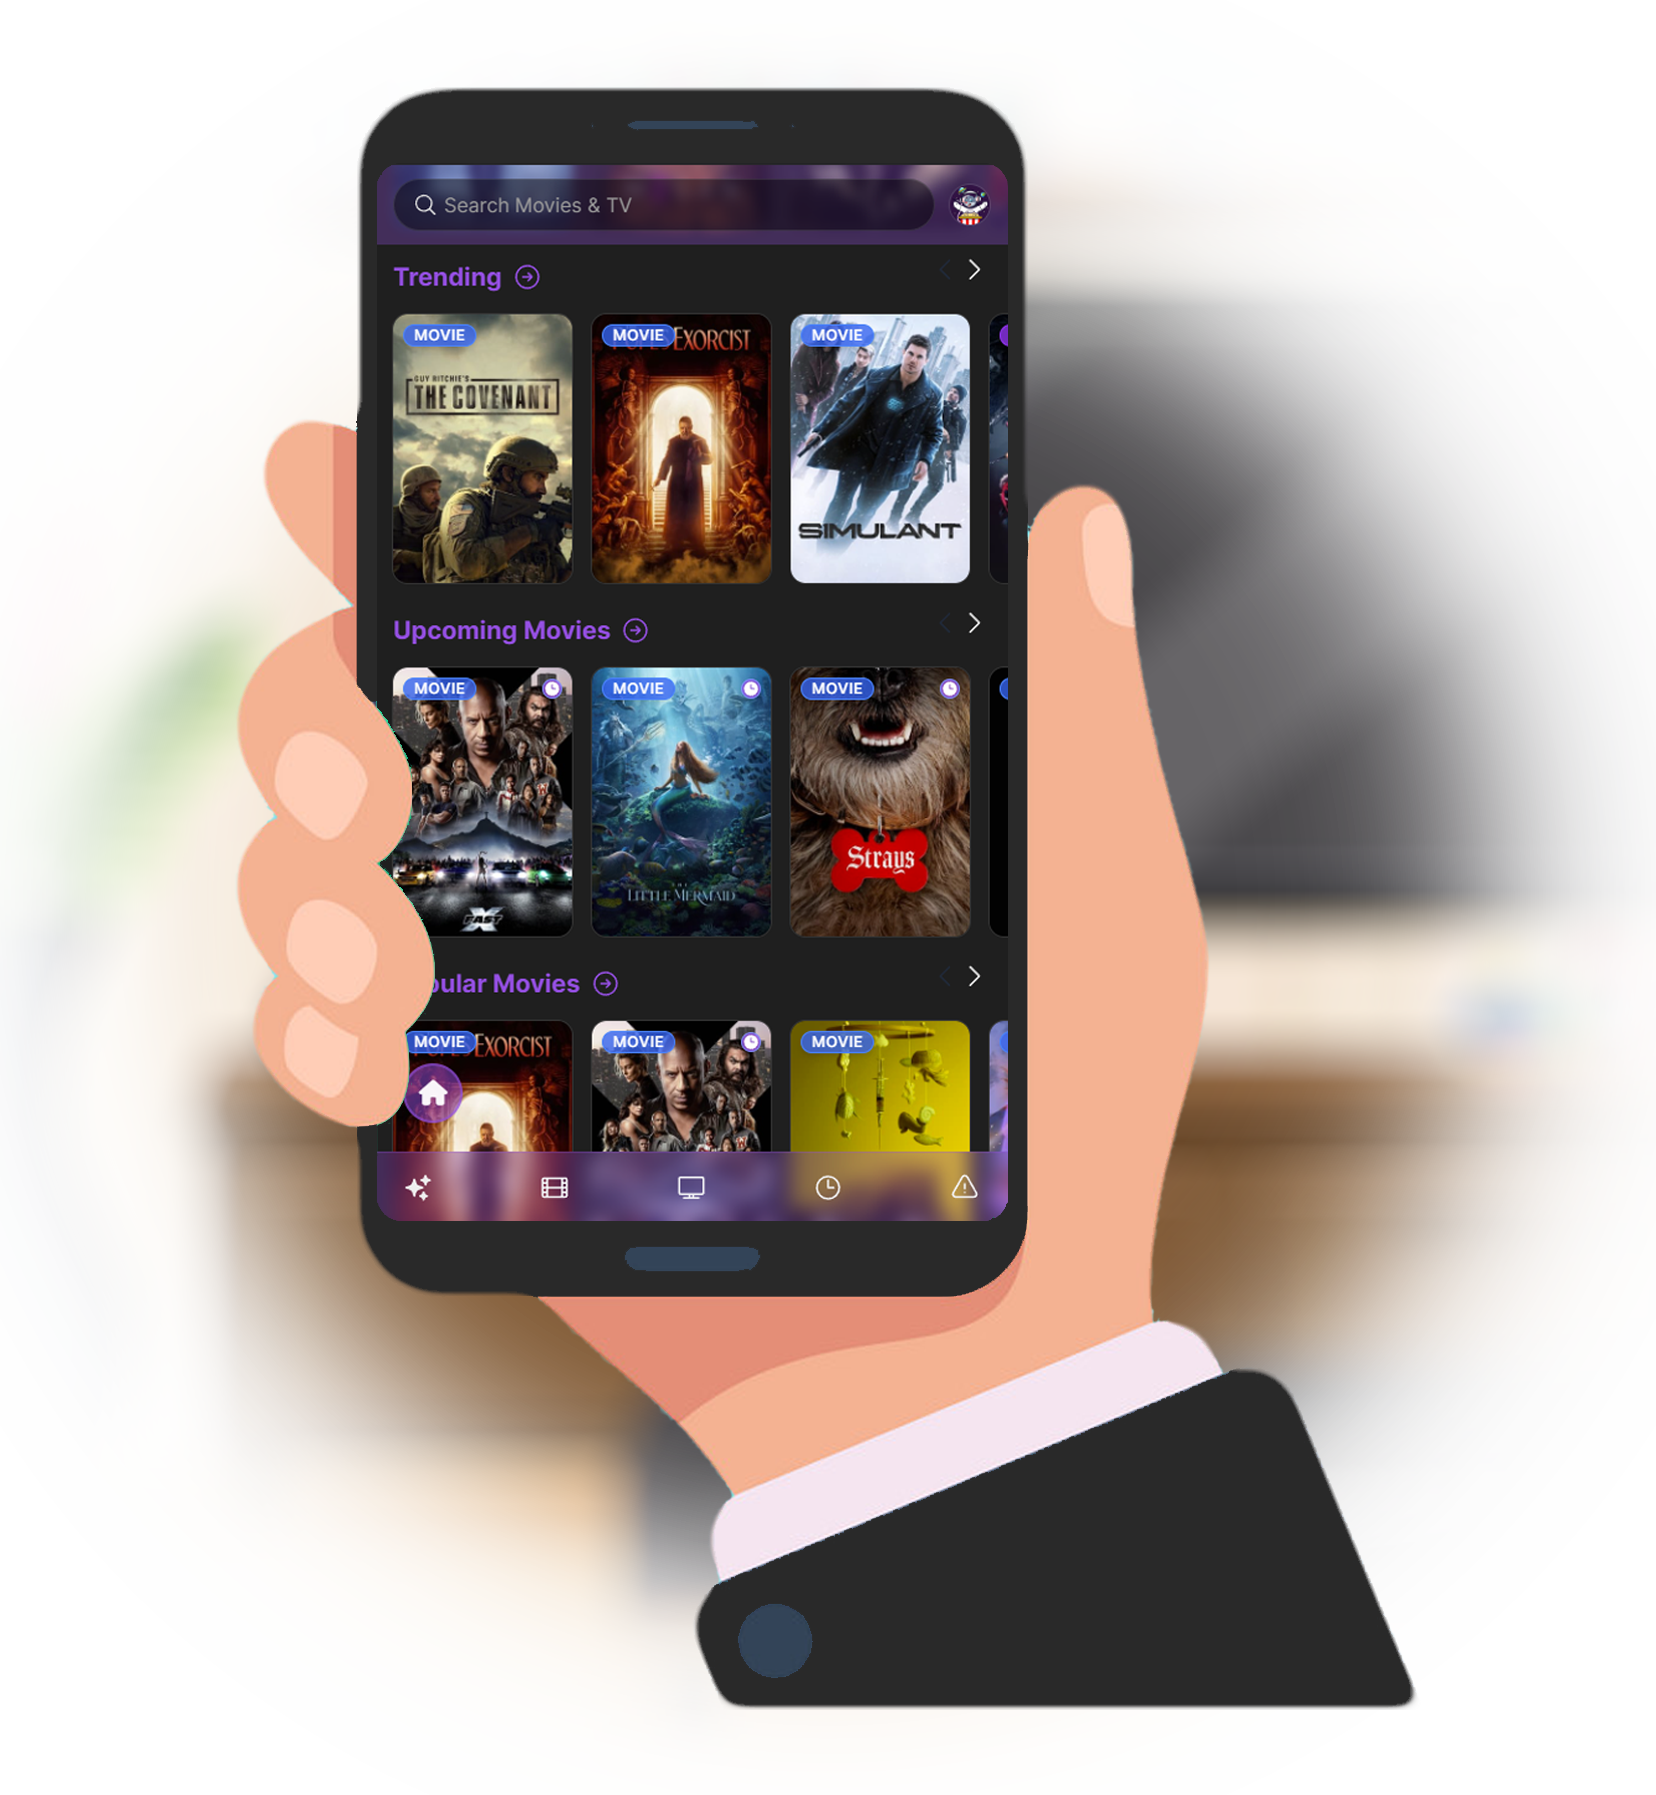 Search Movies & TV
Trending
MOVIE
MOVIE
MOVIE
GUY RITCHIE'S
THE COVENANT
EXORCIST
SIMULANT
Upcoming Movies
MOVIE
MOVIE
MOVIE
FAST X
THE
LITTLE MERMAID
Strays
pular Movies
MOVIE
MOVIE
MOVIE
EXORCIST